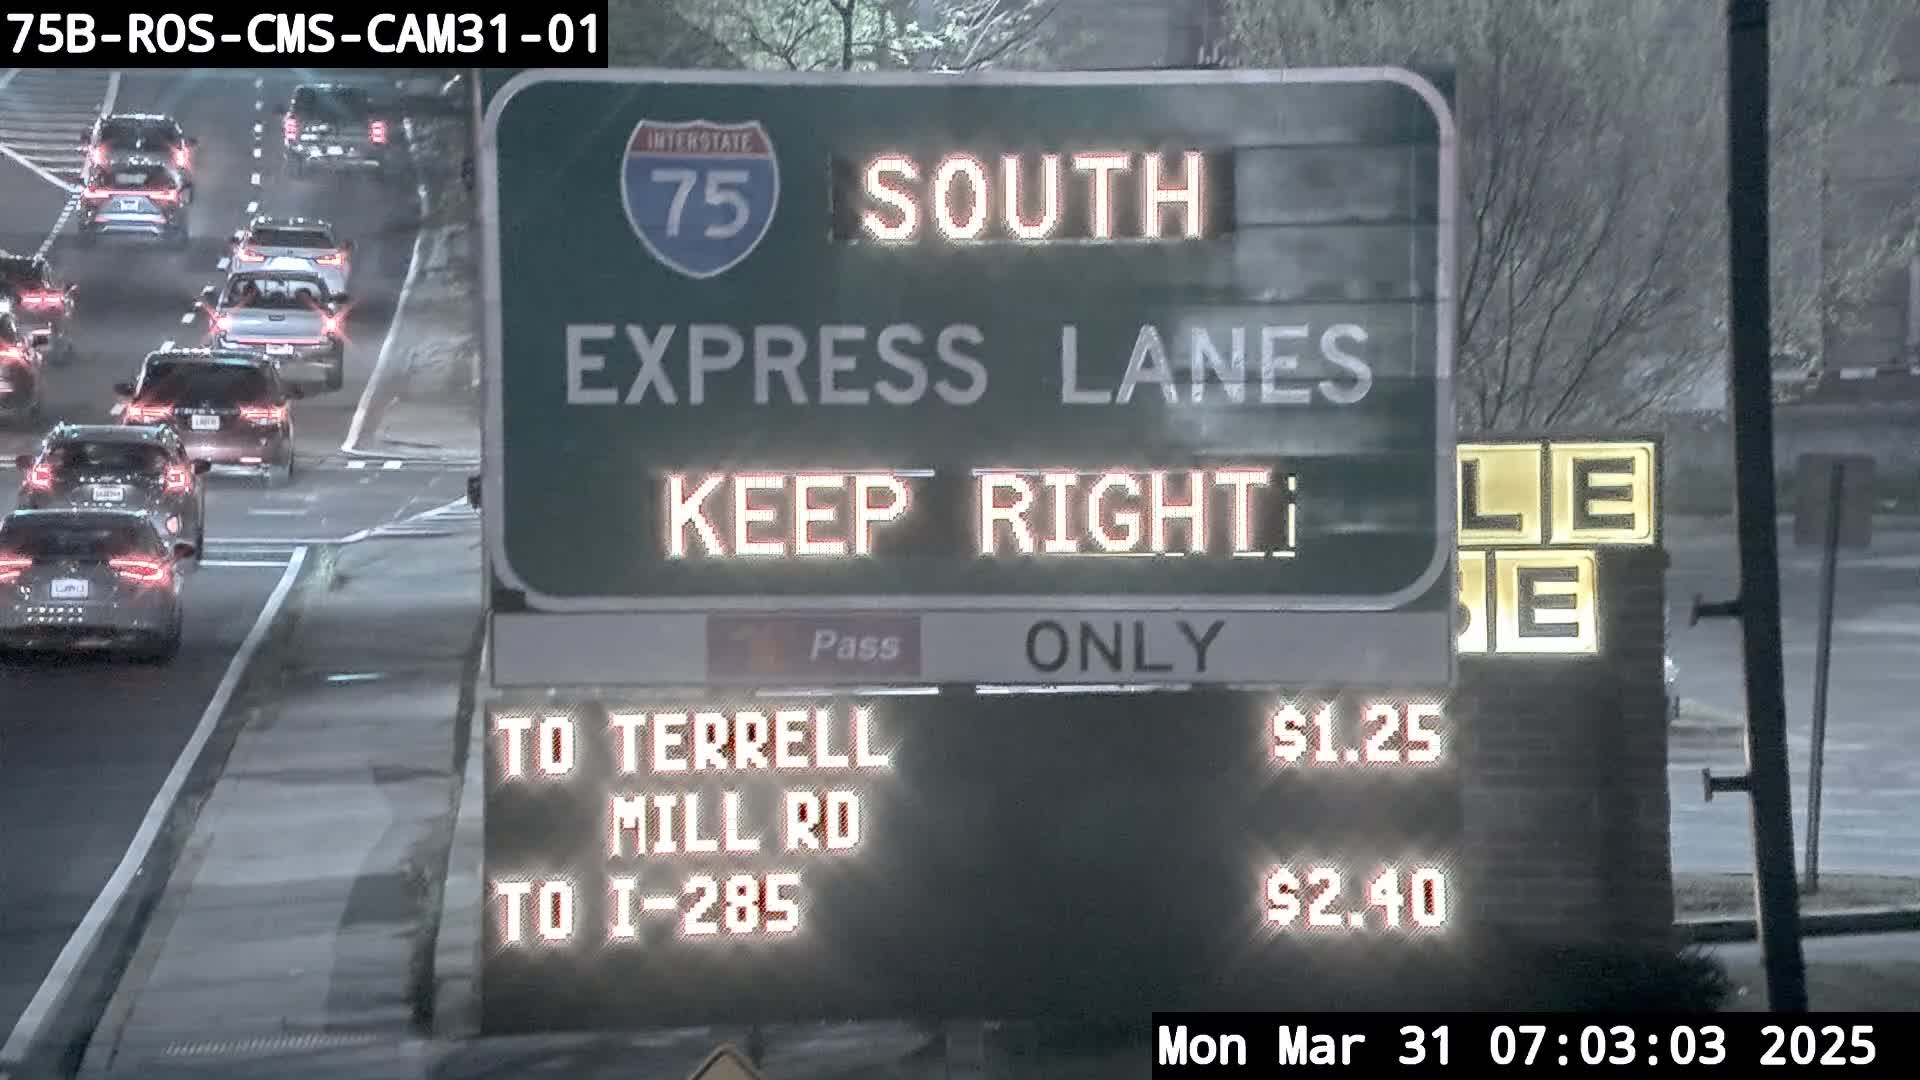 75B-ROS-CMS-CAM31-01
INTERSTATE
75
SOUTH
EXPRESS LANES
KEEP RIGHT
Pass ONLY
TO TERRELL $1.25
MILL RD
TO I-285 $2.40
LE
E
Mon Mar 31 07:03:03 2025